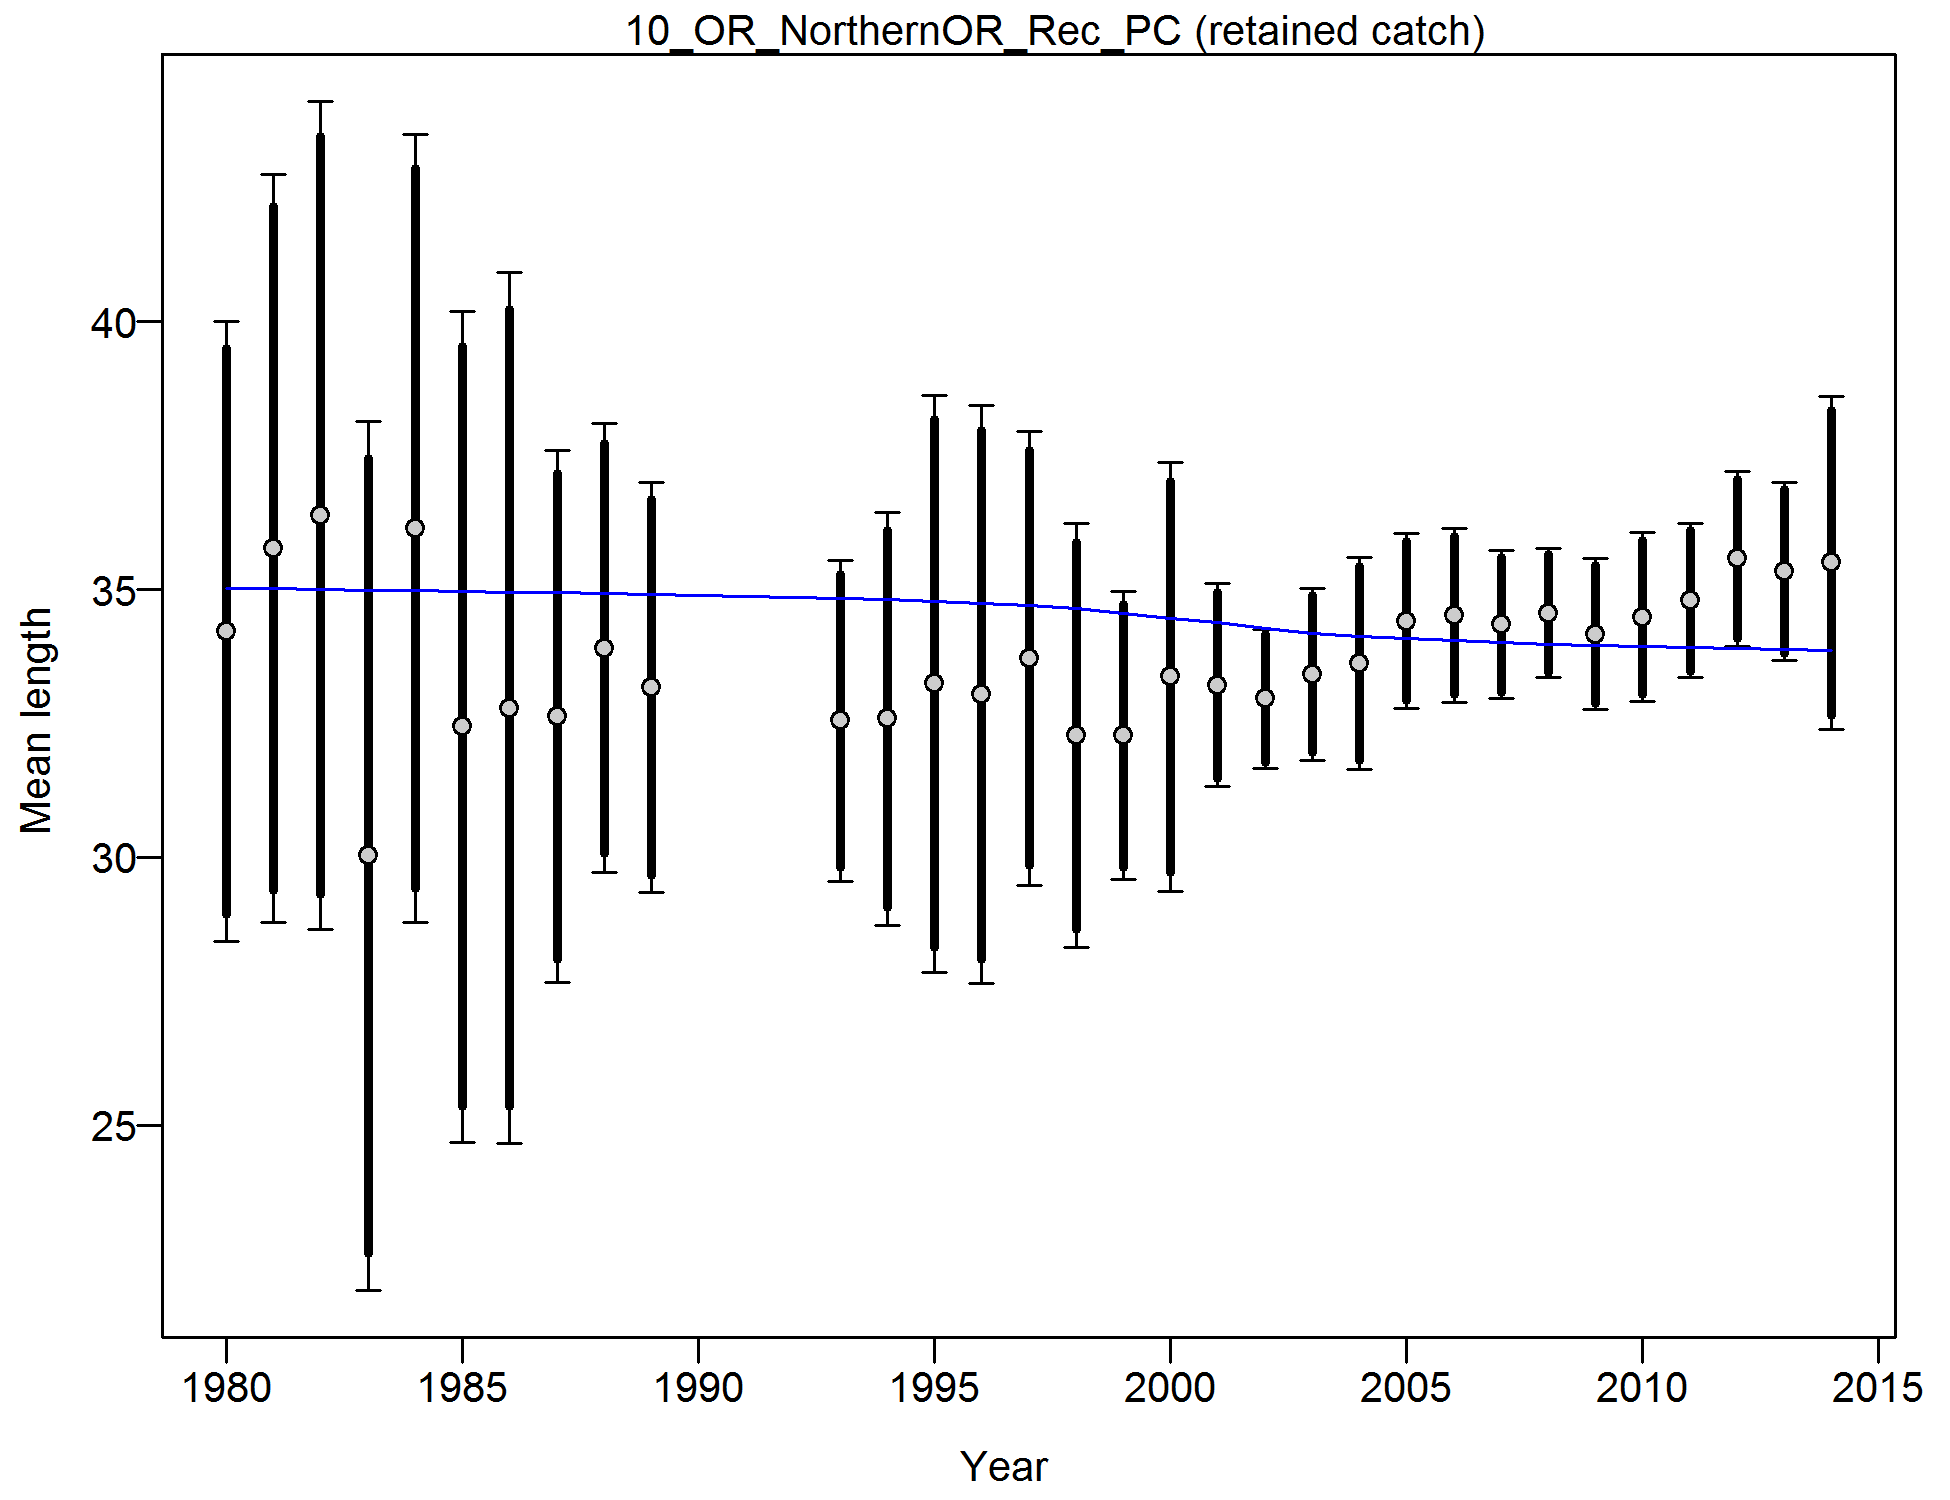 10_OR_NorthernOR_Rec_PC (retained catch)
Mean length
40
35
30
25
1980 1985 1990 1995 2000 2005 2010 2015
Year